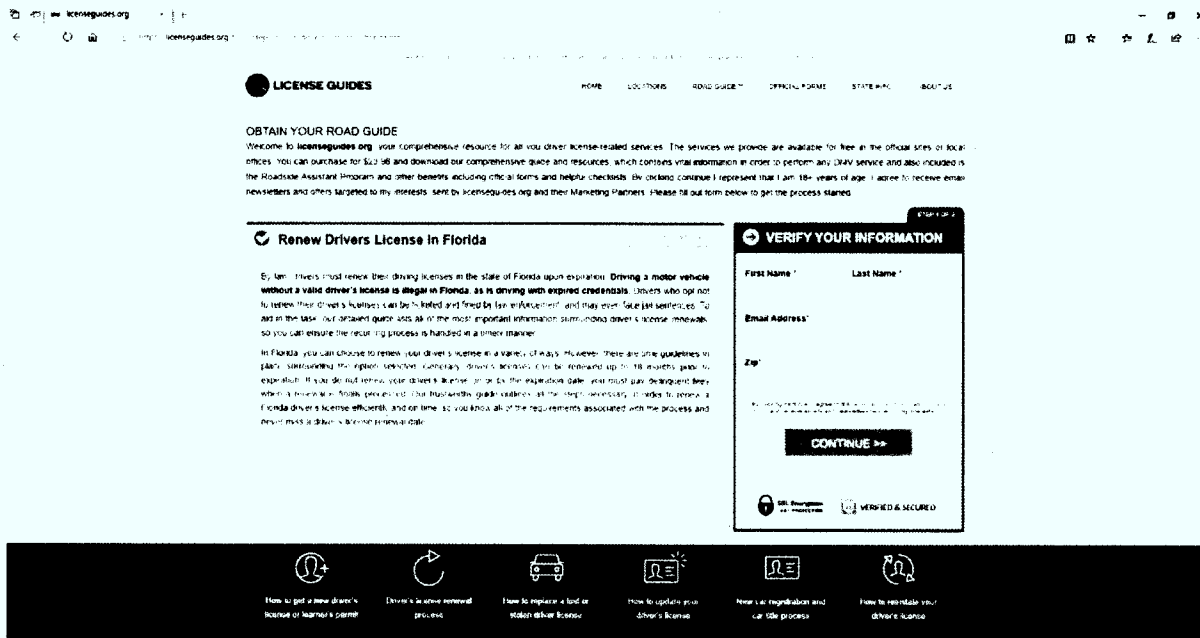 licenseguides.org
licenseguides.org
LICENSE GUIDES
HOME LOCATIONS ROAD GUIDE™ OFFICIAL FORMS STATE INFO ABOUT US
OBTAIN YOUR ROAD GUIDE
Welcome to licenseguides.org, your comprehensive resource for all you driver license-related services. The services we provide are available for free in the official sites or local
offices. You can purchase for and download our comprehensive guide and resources, which contains vital information in order to perform any DMV service and also included is
the Roadside Assistant Program and other benefits including official forms and helpful checklists. By clicking continue I represent that I am 18+ years of age. I agree to receive email
newsletters and offers targeted to my interests, sent by licenseguides.org and their Marketing Partners. Please fill out form below to get the process started
STEP 1 OF 2
Renew Drivers License in Florida
By law, drivers must renew their driving licenses in the state of Florida upon expiration. Driving a motor vehicle
without a valid driver's license is illegal in Florida, as is driving with expired credentials. Drivers who opt not
to renew their driver's licenses can be ticketed and fined by law enforcement, and may even face jail sentences. To
aid in the task, our detailed guide lists all of the most important information surrounding driver's license renewals,
so you can ensure the recurring process is handled in a timely manner.
In Florida, you can choose to renew your driver's license in a variety of ways. However, there are time guidelines in
place surrounding the option selected. Generally, driver's licenses can be renewed up to 18 months prior to
expiration. If you do not renew your driver's license on or by the expiration date, you must pay delinquent fees
when a renewal is finally processed. Our trustworthy guide outlines all the steps necessary in order to renew a
Florida driver's license efficiently and on time, so you know all of the requirements associated with the process and
never miss a driver's license renewal date.
VERIFY YOUR INFORMATION
First Name * Last Name *
Email Address*
Zip*
CONTINUE >>
SSL Encryption
VERIFIED & SECURED
How to get a new driver's
license or learner's permit
Driver's license renewal
process
How to replace a lost or
stolen driver license
How to update your
driver's license
New car registration and
car title process
How to reinstate your
driver's license